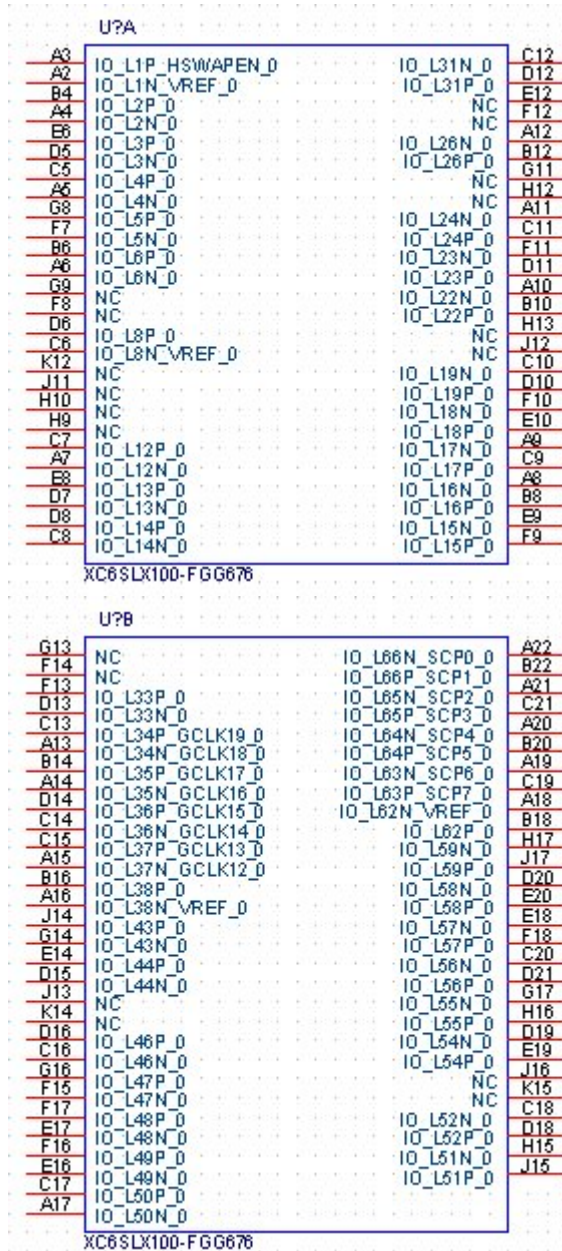 U?A
A3 IO_L1P_HSWAPEN_0 IO_L31N_0 C12
A2 IO_L1N_VREF_0 IO_L31P_0 D12
B4 IO_L2P_0 NC E12
A4 IO_L2N_0 NC F12
E6 IO_L3P_0 IO_L26N_0 A12
D5 IO_L3N_0 IO_L26P_0 B12
C5 IO_L4P_0 NC G11
A5 IO_L4N_0 NC H12
G8 IO_L5P_0 IO_L24N_0 A11
F7 IO_L5N_0 IO_L24P_0 C11
B6 IO_L6P_0 IO_L23N_0 F11
A6 IO_L6N_0 IO_L23P_0 D11
G9 NC IO_L22N_0 A10
F8 NC IO_L22P_0 B10
D6 IO_L8P_0 NC H13
C6 IO_L8N_VREF_0 NC J12
K12 NC IO_L19N_0 C10
J11 NC IO_L19P_0 D10
H10 NC IO_L18N_0 F10
H9 NC IO_L18P_0 E10
C7 IO_L12P_0 IO_L17N_0 A9
A7 IO_L12N_0 IO_L17P_0 C9
E8 IO_L13P_0 IO_L16N_0 A8
D7 IO_L13N_0 IO_L16P_0 B8
D8 IO_L14P_0 IO_L15N_0 E9
C8 IO_L14N_0 IO_L15P_0 F9
XC6SLX100-FGG676
U?B
G13 NC IO_L66N_SCP0_0 A22
F14 NC IO_L66P_SCP1_0 B22
F13 IO_L33P_0 IO_L65N_SCP2_0 A21
D13 IO_L33N_0 IO_L65P_SCP3_0 C21
C13 IO_L34P_GCLK19_0 IO_L64N_SCP4_0 A20
A13 IO_L34N_GCLK18_0 IO_L64P_SCP5_0 B20
B14 IO_L35P_GCLK17_0 IO_L63N_SCP6_0 A19
A14 IO_L35N_GCLK16_0 IO_L63P_SCP7_0 C19
D14 IO_L36P_GCLK15_0 IO_L62N_VREF_0 A18
C14 IO_L36N_GCLK14_0 IO_L62P_0 B18
C15 IO_L37P_GCLK13_0 IO_L59N_0 H17
A15 IO_L37N_GCLK12_0 IO_L59P_0 J17
B16 IO_L38P_0 IO_L58N_0 D20
A16 IO_L38N_VREF_0 IO_L58P_0 E20
J14 IO_L43P_0 IO_L57N_0 E18
G14 IO_L43N_0 IO_L57P_0 F18
E14 IO_L44P_0 IO_L56N_0 C20
D15 IO_L44N_0 IO_L56P_0 D21
J13 NC IO_L55N_0 G17
K14 NC IO_L55P_0 H16
D16 IO_L46P_0 IO_L54N_0 D19
C16 IO_L46N_0 IO_L54P_0 E19
G16 IO_L47P_0 NC J16
F15 IO_L47N_0 NC K15
F17 IO_L48P_0 IO_L52N_0 C18
E17 IO_L48N_0 IO_L52P_0 D18
F16 IO_L49P_0 IO_L51N_0 H15
E16 IO_L49N_0 IO_L51P_0 J15
C17 IO_L50P_0
A17 IO_L50N_0
XC6SLX100-FGG676